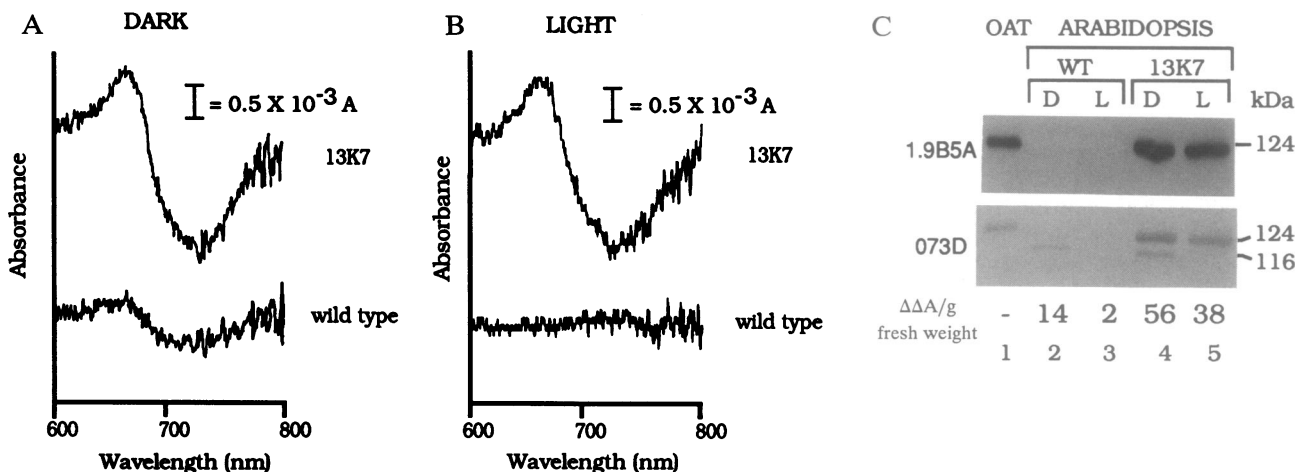 A
DARK
= 0.5 X 10⁻³ A
13K7
wild type
Absorbance
600
700
800
Wavelength (nm)
B
LIGHT
= 0.5 X 10⁻³ A
13K7
wild type
Absorbance
600
700
800
Wavelength (nm)
C
OAT ARABIDOPSIS
WT 13K7
D L D L kDa
1.9B5A 124
073D 124
116
ΔΔA/g fresh weight - 14 2 56 38
1 2 3 4 5